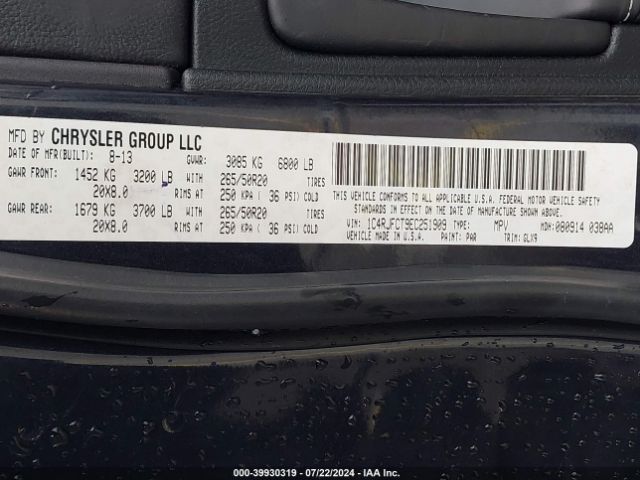 MFD BY CHRYSLER GROUP LLC
DATE OF MFR(BUILT): 8-13 GVWR: 3085 KG 6800 LB
GAWR FRONT: 1452 KG 3200 LB WITH 265/50R20 TIRES
20X8.0 RIMS AT 250 KPA ( 36 PSI) COLD
GAWR REAR: 1679 KG 3700 LB WITH 265/50R20 TIRES
20X8.0 RIMS AT 250 KPA ( 36 PSI) COLD
THIS VEHICLE CONFORMS TO ALL APPLICABLE U.S.A. FEDERAL MOTOR VEHICLE SAFETY
STANDARDS IN EFFECT ON THE DATE OF MANUFACTURE SHOWN ABOVE.
VIN: 1C4RJFCT9EC251909 TYPE: MPV MDH: 080914 038AA
VEHICLE MADE IN U.S.A. PAINT: PAR TRIM: GLX9
000-39930319 - 07/22/2024 - IAA Inc.